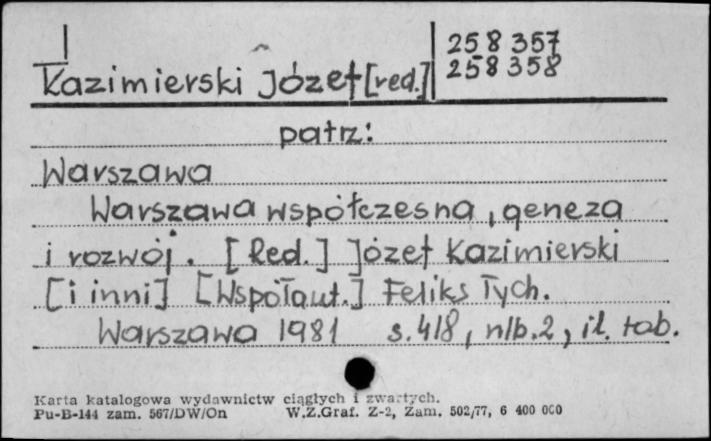 258 357
Kazimierski Józef [red.] 258 358
patrz:
Warszawa
Warszawa współczesna, geneza
i rozwój. [Red.] Józef Kazimierski
[i inni] [Współaut.] Feliks Tych.
Warszawa 1981 s. 418, nlb. 2, il. tab.
Karta katalogowa wydawnictw ciągłych i zwartych.
Pu-B-144 zam. 567/DW/On W.Z.Graf. Z-2, Zam. 502/77, 6 400 000